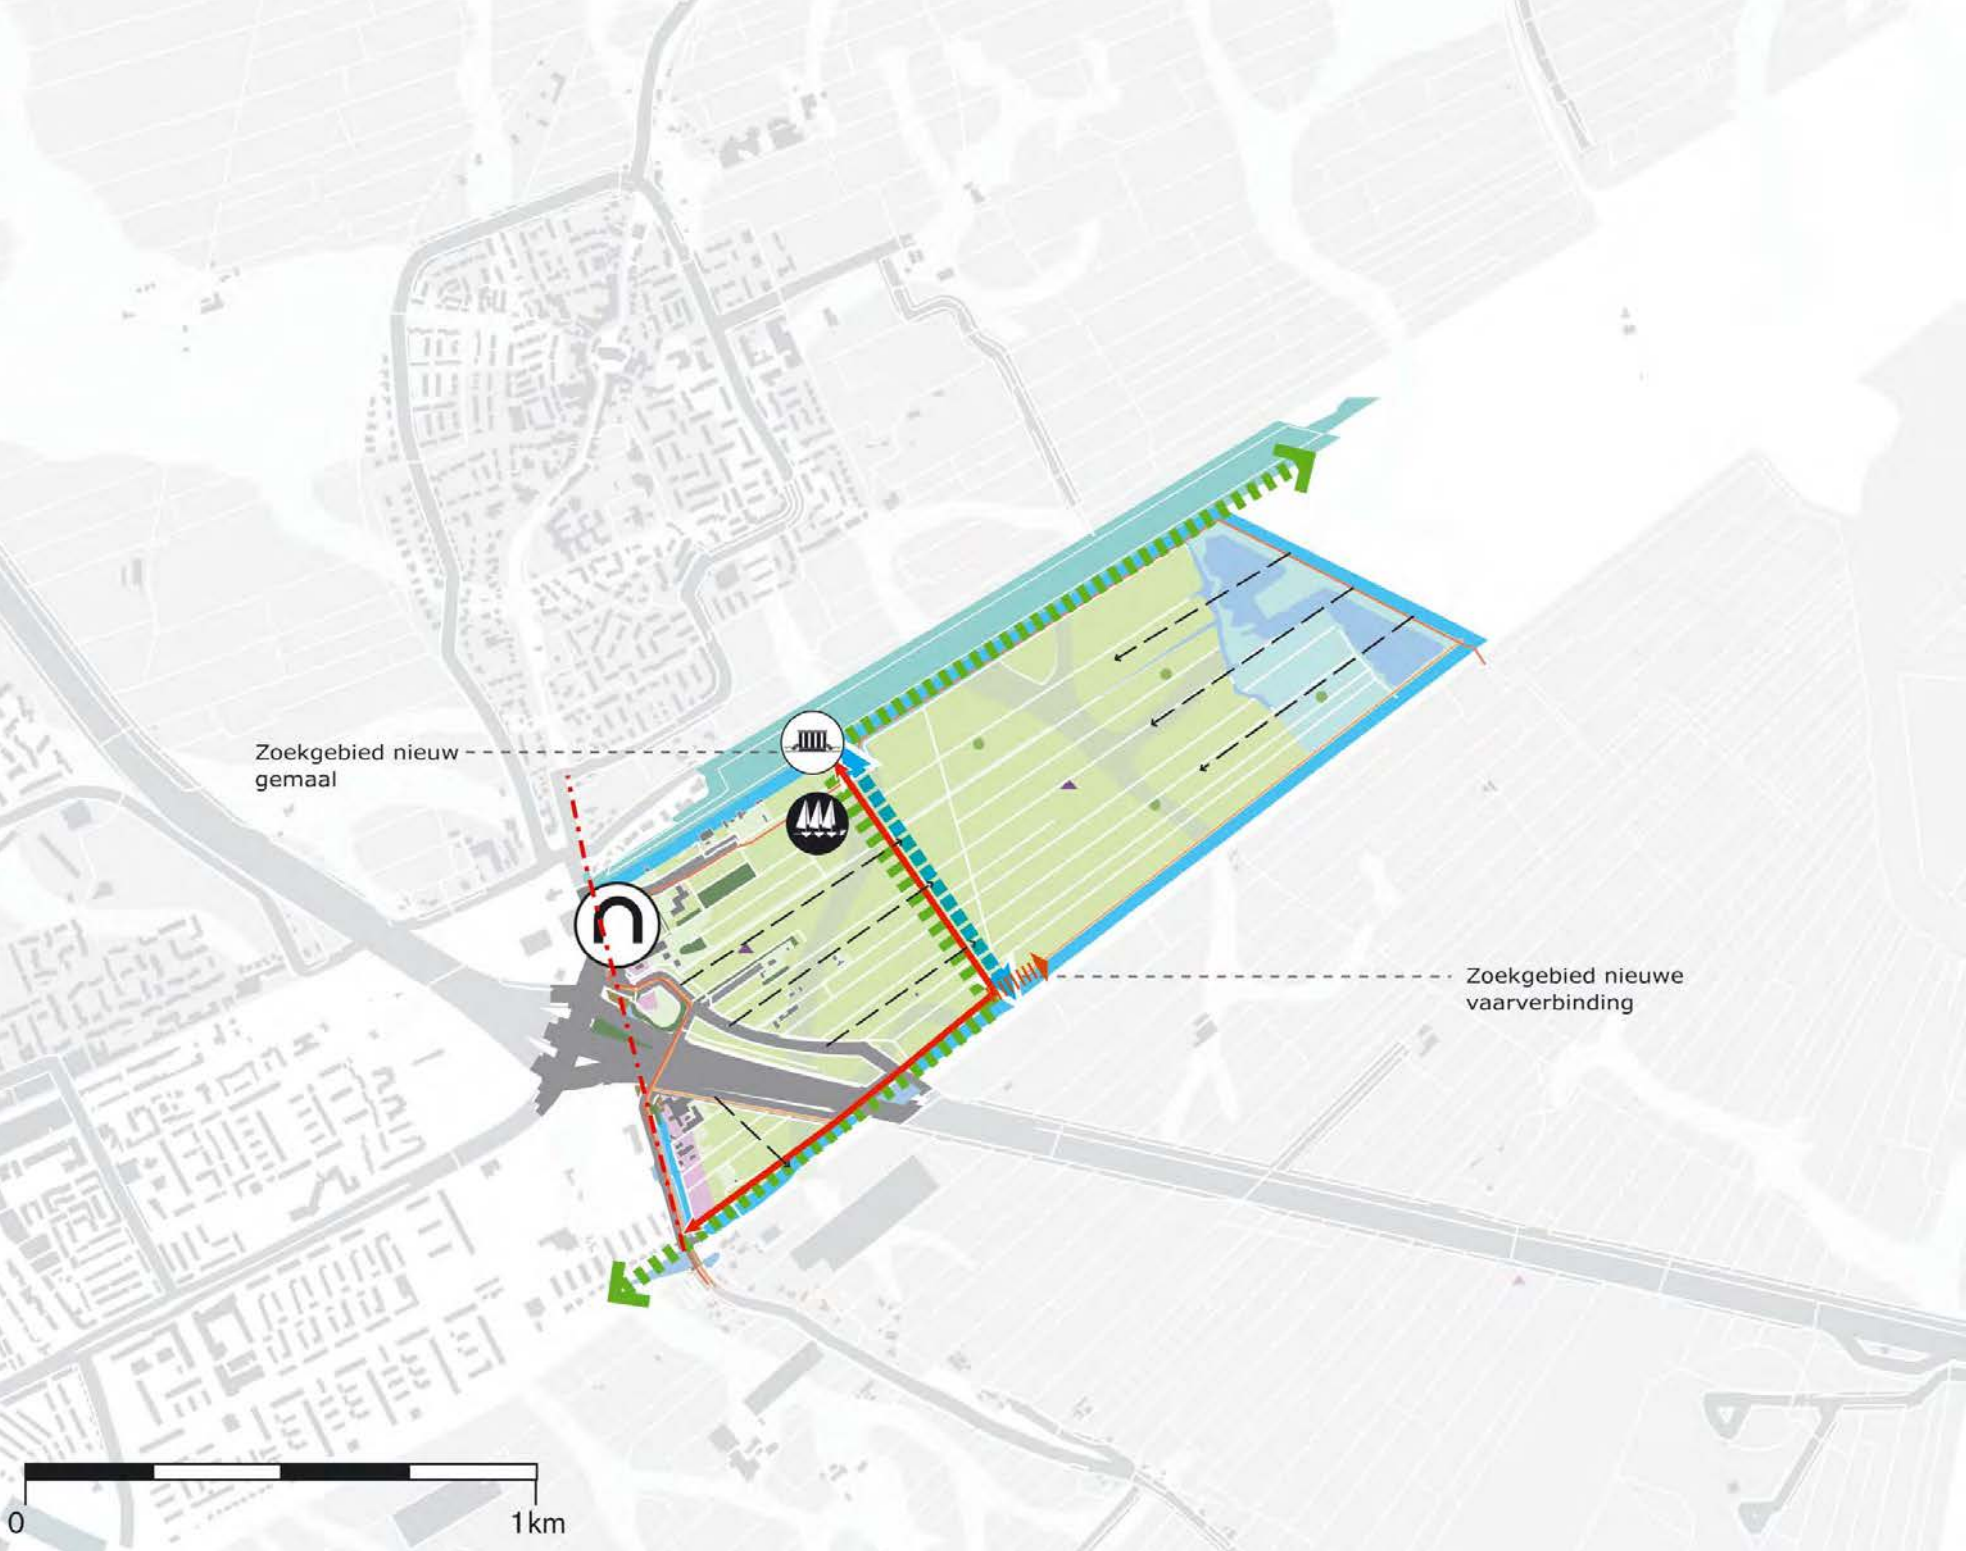 Zoekgebied nieuw
gemaal
Zoekgebied nieuwe
vaarverbinding
0
1km